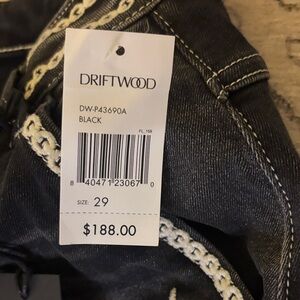 DRIFTWOOD
DW-P43690A
BLACK
FL_168
8 40471 23067 0
SIZE: 29
$188.00